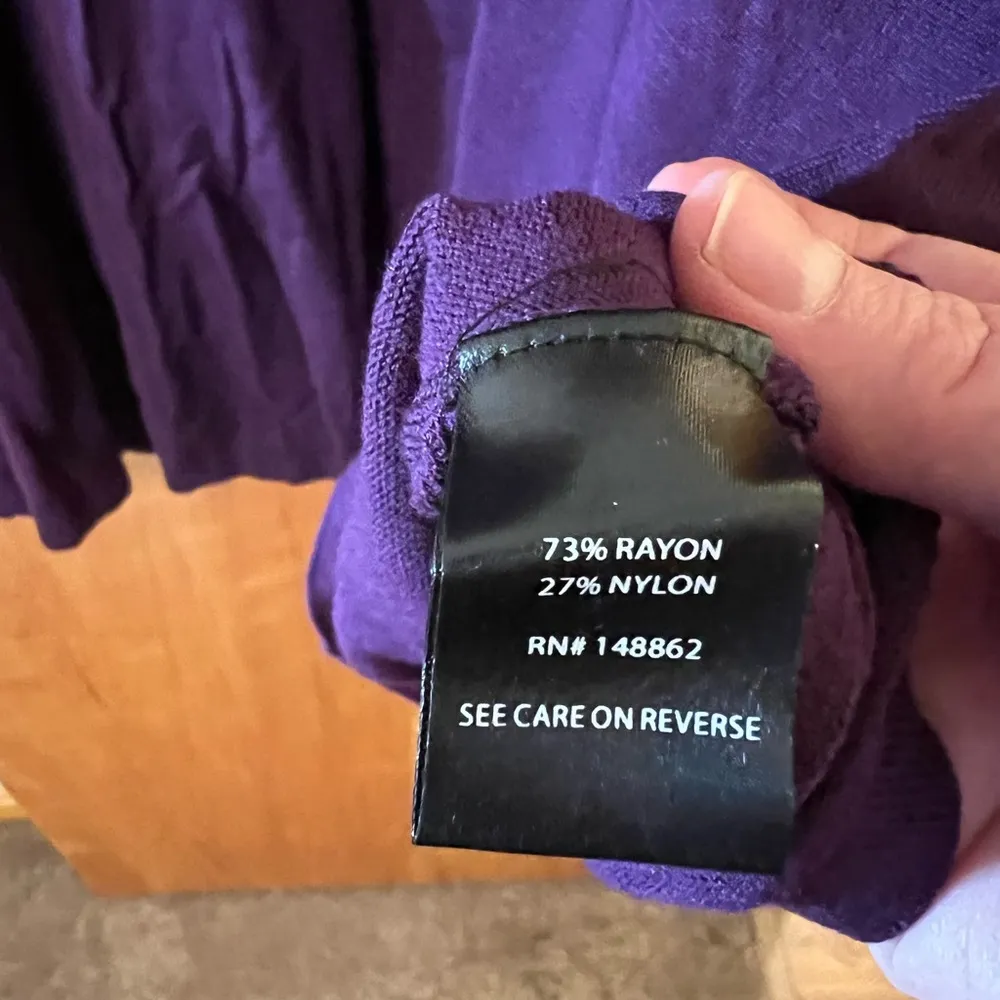 73% RAYON
27% NYLON
RN# 148862
SEE CARE ON REVERSE